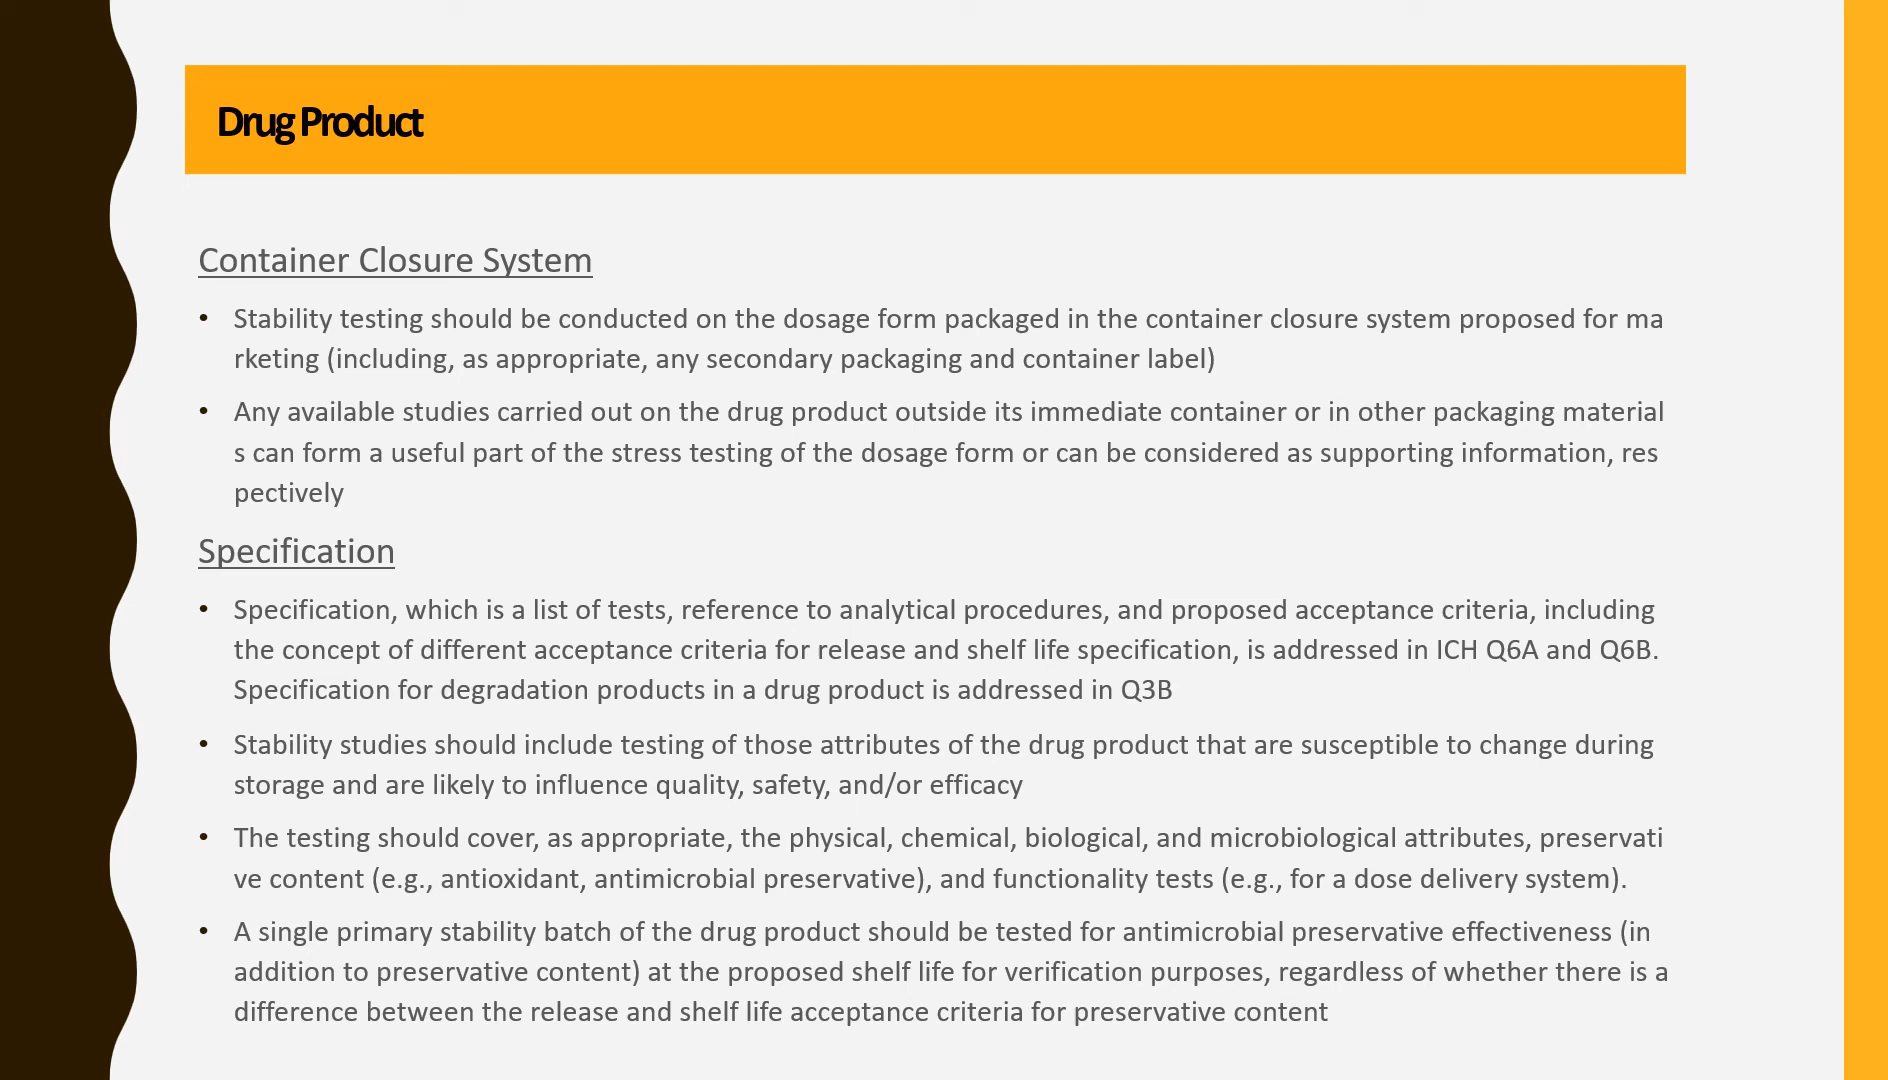 Drug Product
Container Closure System
• Stability testing should be conducted on the dosage form packaged in the container closure system proposed for ma
rketing (including, as appropriate, any secondary packaging and container label)
• Any available studies carried out on the drug product outside its immediate container or in other packaging material
s can form a useful part of the stress testing of the dosage form or can be considered as supporting information, res
pectively
Specification
• Specification, which is a list of tests, reference to analytical procedures, and proposed acceptance criteria, including
the concept of different acceptance criteria for release and shelf life specification, is addressed in ICH Q6A and Q6B.
Specification for degradation products in a drug product is addressed in Q3B
• Stability studies should include testing of those attributes of the drug product that are susceptible to change during
storage and are likely to influence quality, safety, and/or efficacy
• The testing should cover, as appropriate, the physical, chemical, biological, and microbiological attributes, preservati
ve content (e.g., antioxidant, antimicrobial preservative), and functionality tests (e.g., for a dose delivery system).
• A single primary stability batch of the drug product should be tested for antimicrobial preservative effectiveness (in
addition to preservative content) at the proposed shelf life for verification purposes, regardless of whether there is a
difference between the release and shelf life acceptance criteria for preservative content